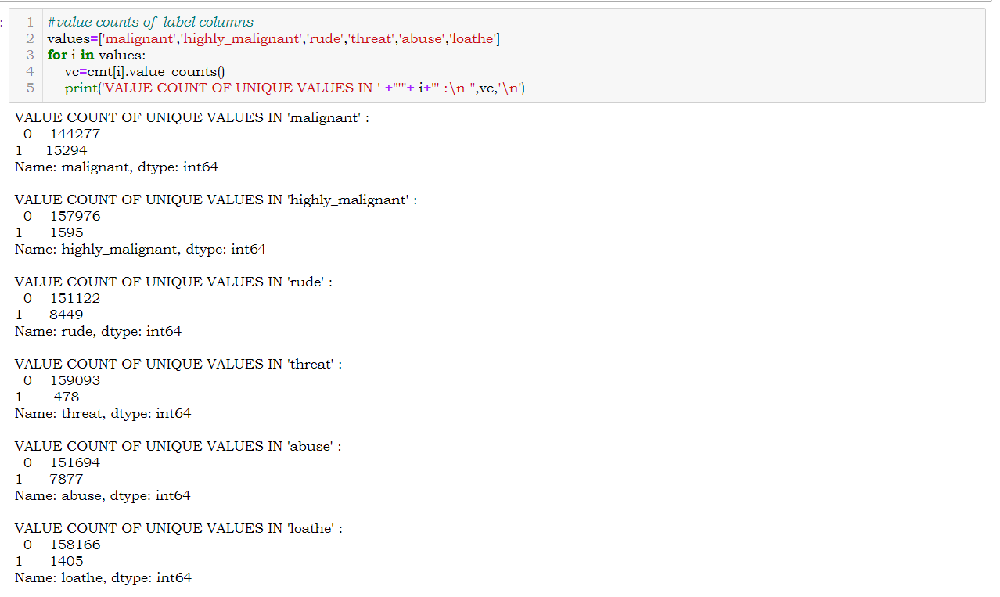 :
1 #value counts of  label columns
2 values=['malignant','highly_malignant','rude','threat','abuse','loathe']
3 for i in values:
4     vc=cmt[i].value_counts()
5     print('VALUE COUNT OF UNIQUE VALUES IN ' +"'"+ i+"' :\n ",vc,'\n')
VALUE COUNT OF UNIQUE VALUES IN 'malignant' :
  0    144277
1     15294
Name: malignant, dtype: int64
VALUE COUNT OF UNIQUE VALUES IN 'highly_malignant' :
  0    157976
1      1595
Name: highly_malignant, dtype: int64
VALUE COUNT OF UNIQUE VALUES IN 'rude' :
  0    151122
1      8449
Name: rude, dtype: int64
VALUE COUNT OF UNIQUE VALUES IN 'threat' :
  0    159093
1       478
Name: threat, dtype: int64
VALUE COUNT OF UNIQUE VALUES IN 'abuse' :
  0    151694
1      7877
Name: abuse, dtype: int64
VALUE COUNT OF UNIQUE VALUES IN 'loathe' :
  0    158166
1      1405
Name: loathe, dtype: int64